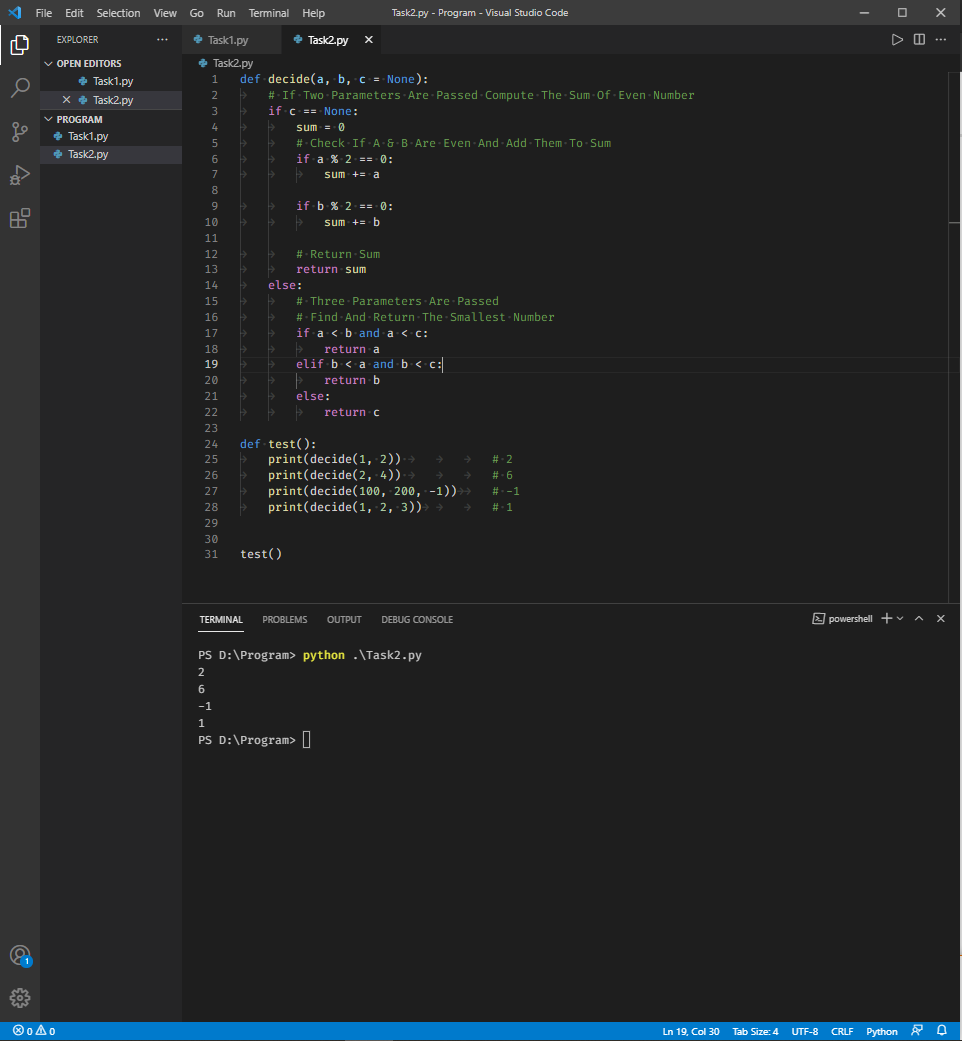 File Edit Selection View Go Run Terminal Help Task2.py - Program - Visual Studio Code
EXPLORER
OPEN EDITORS
Task1.py
Task2.py
PROGRAM
Task1.py
Task2.py
Task1.py Task2.py
Task2.py
1 def decide(a, b, c = None):
2 # If Two Parameters Are Passed Compute The Sum Of Even Number
3 if c == None:
4 sum = 0
5 # Check If A & B Are Even And Add Them To Sum
6 if a % 2 == 0:
7 sum += a
8
9 if b % 2 == 0:
10 sum += b
11
12 # Return Sum
13 return sum
14 else:
15 # Three Parameters Are Passed
16 # Find And Return The Smallest Number
17 if a < b and a < c:
18 return a
19 elif b < a and b < c:
20 return b
21 else:
22 return c
23
24 def test():
25 print(decide(1, 2)) # 2
26 print(decide(2, 4)) # 6
27 print(decide(100, 200, -1)) # -1
28 print(decide(1, 2, 3)) # 1
29
30
31 test()
TERMINAL PROBLEMS OUTPUT DEBUG CONSOLE powershell
PS D:\Program> python .\Task2.py
2
6
-1
1
PS D:\Program>
1
0 0 Ln 19, Col 30 Tab Size: 4 UTF-8 CRLF Python